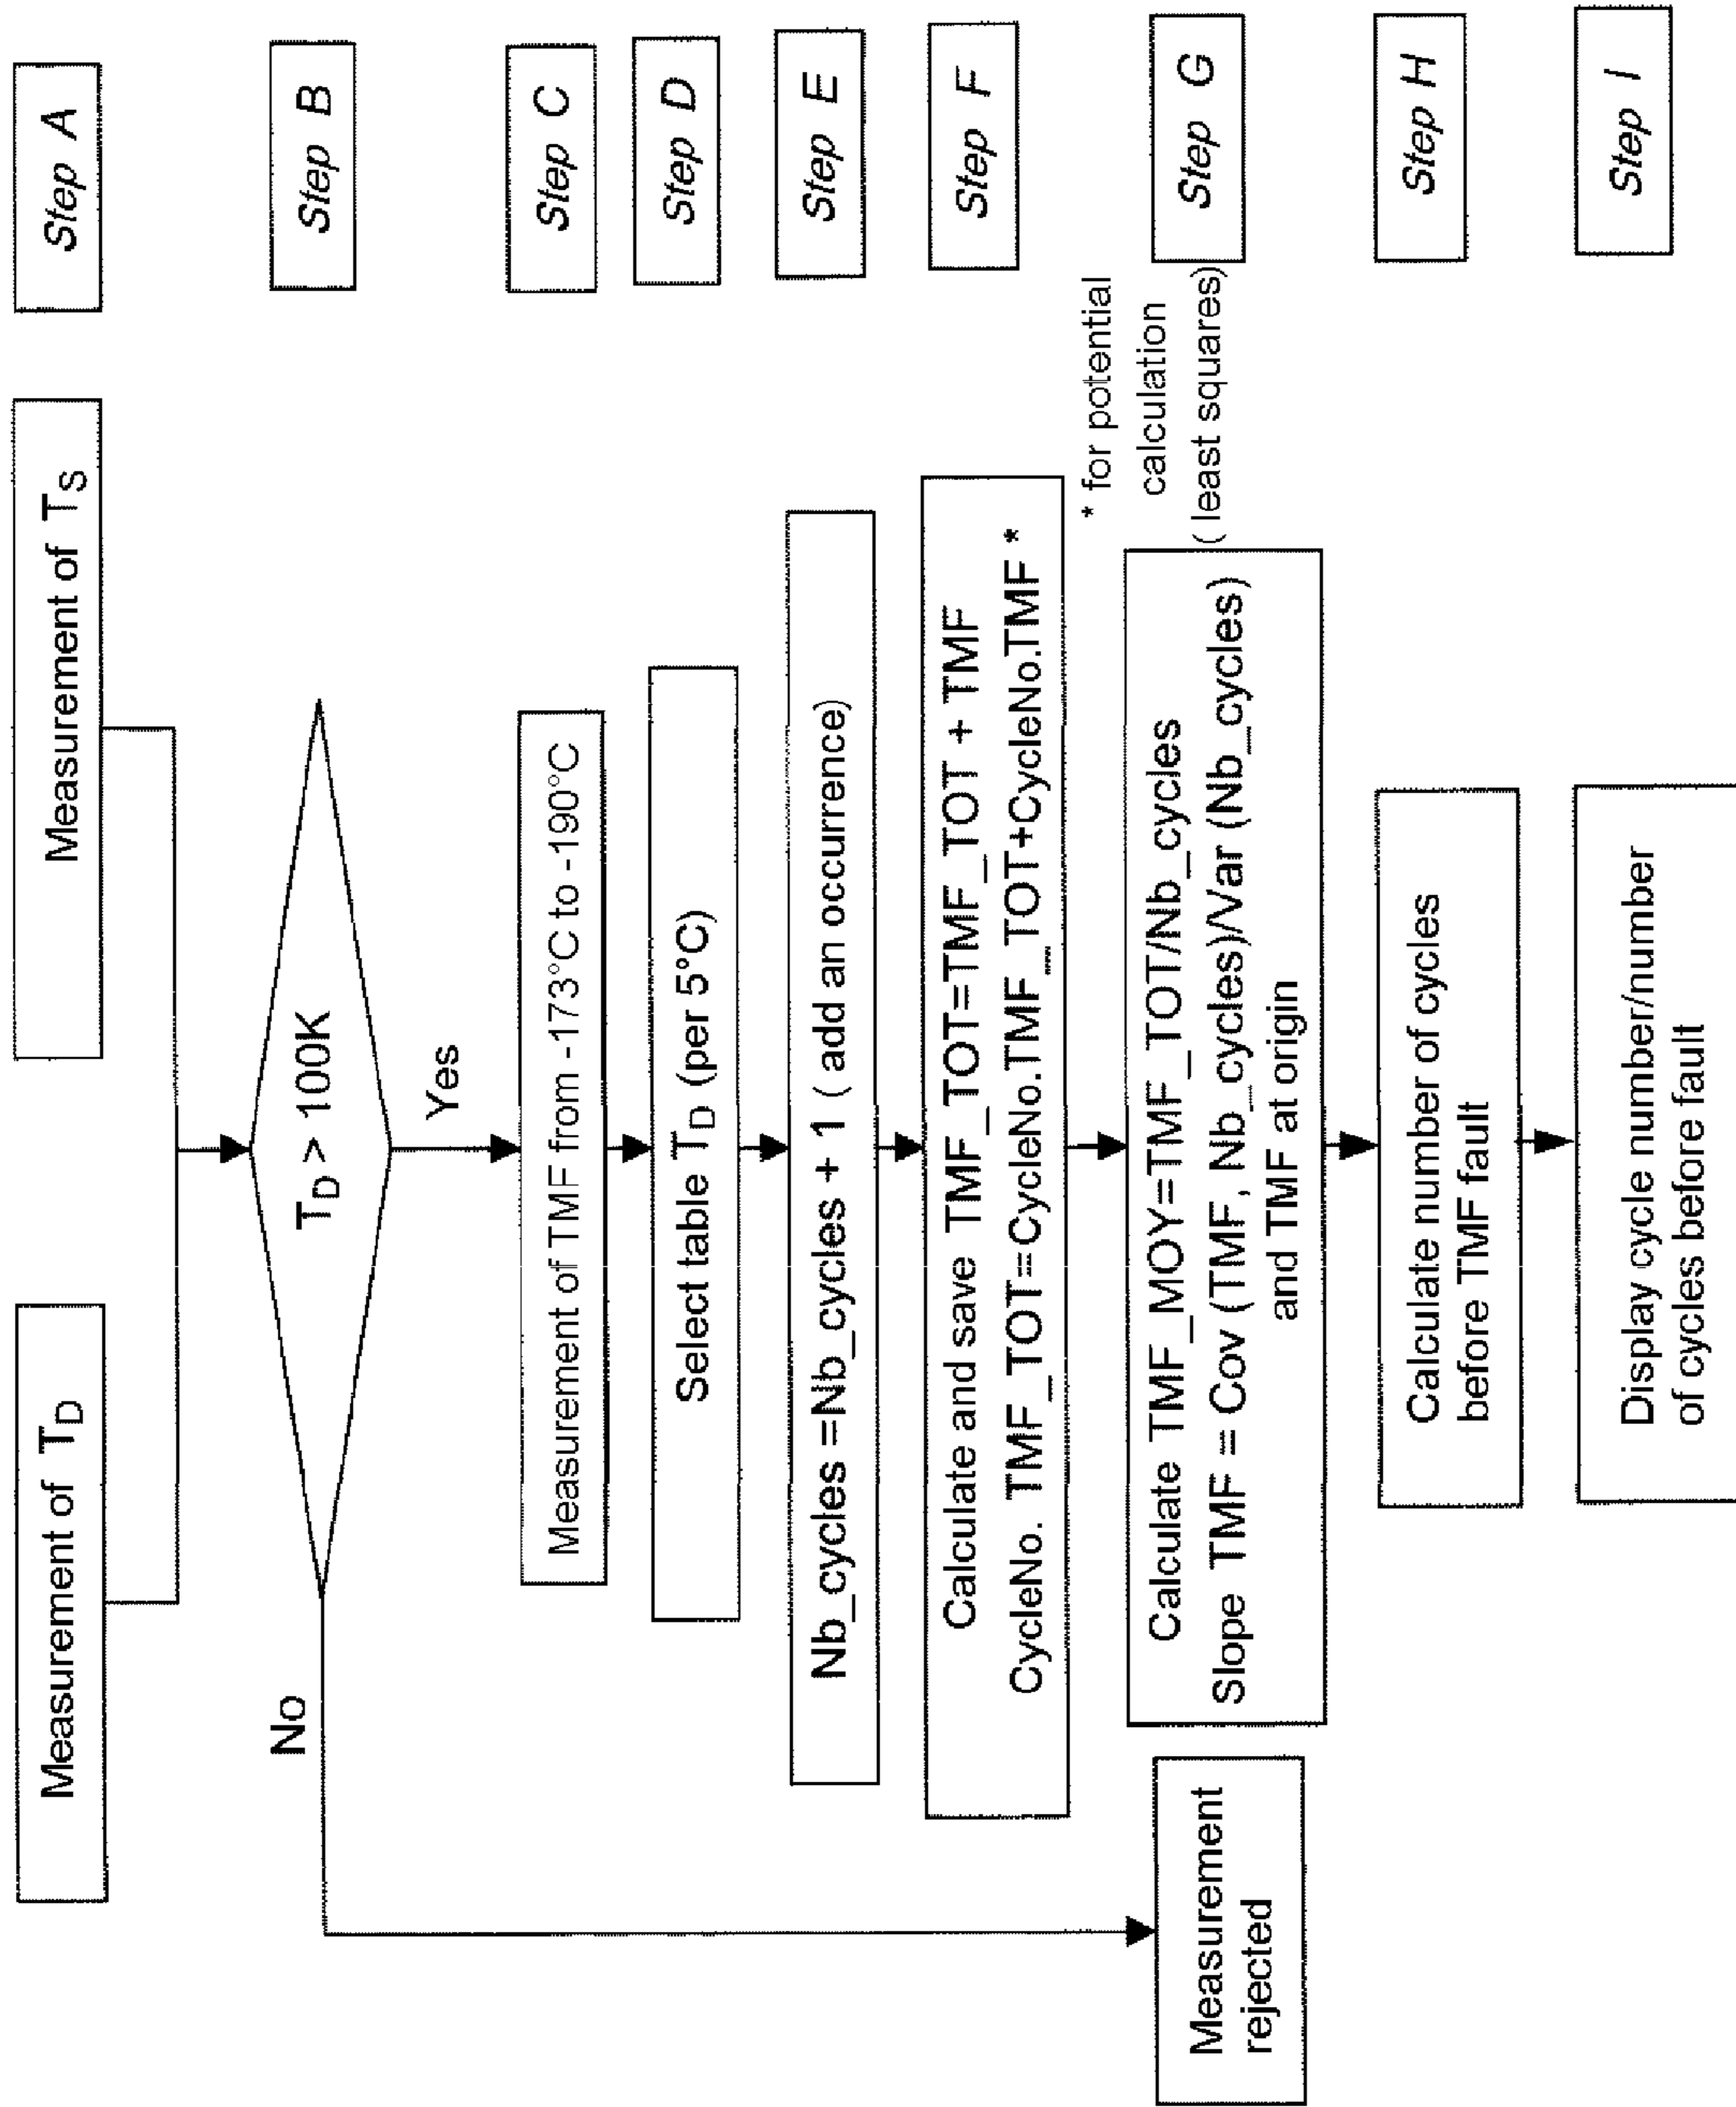 Measurement of TD
Measurement of TS
Step A
TD > 100K
Step B
No
Yes
Measurement of TMF from -173°C to -190°C
Step C
Select table TD (per 5°C)
Step D
Nb_cycles =Nb_cycles + 1 ( add an occurrence)
Step E
Calculate and save TMF_TOT=TMF_TOT + TMF
CycleNo. TMF_TOT=CycleNo.TMF_TOT+CycleNo.TMF *
Step F
* for potential
calculation
( least squares)
Calculate TMF_MOY=TMF_TOT/Nb_cycles
Slope TMF = Cov (TMF, Nb_cycles)/Var (Nb_cycles)
and TMF at origin
Step G
Measurement
rejected
Calculate number of cycles
before TMF fault
Step H
Display cycle number/number
of cycles before fault
Step I